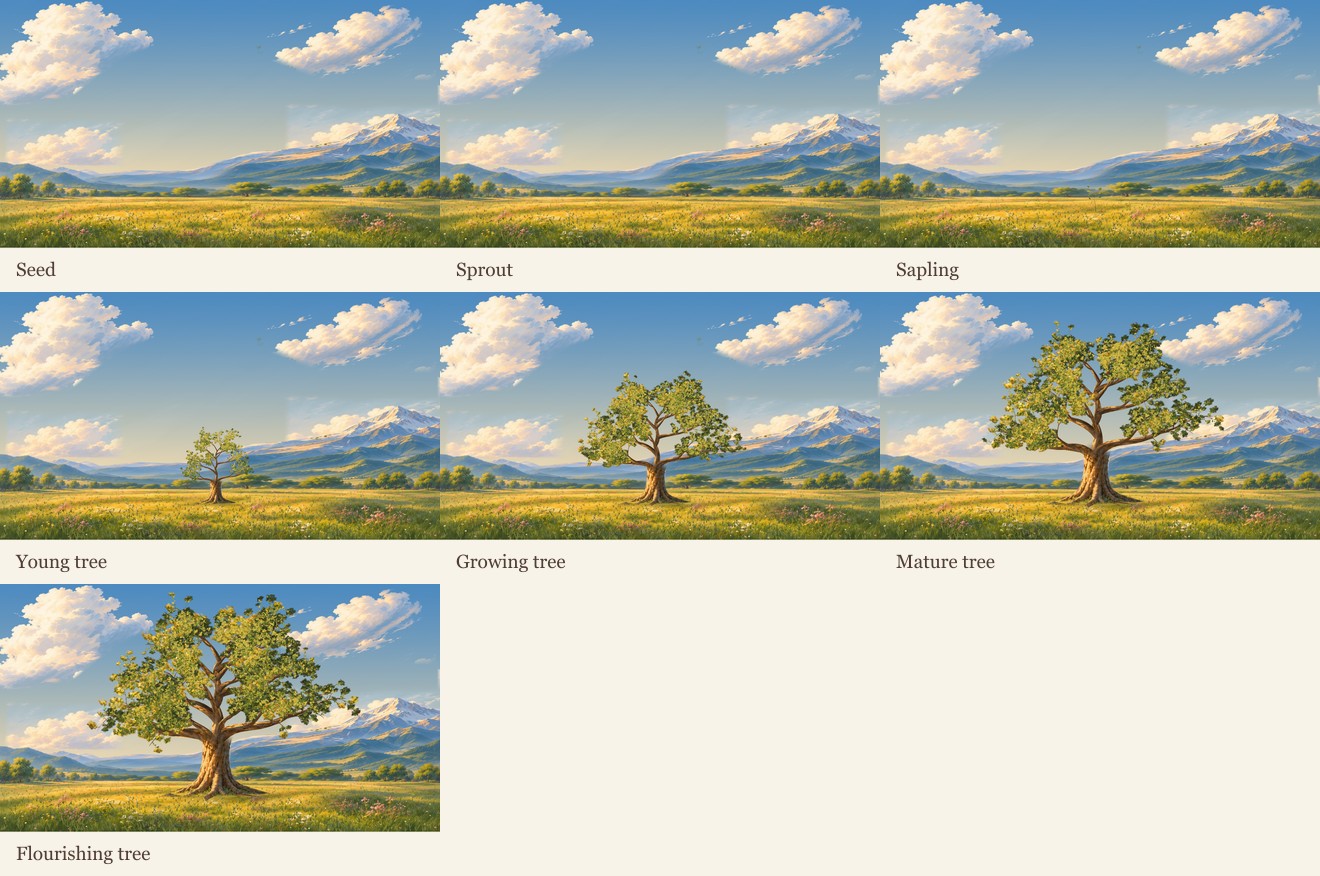 Seed
Sprout
Sapling
Young tree
Growing tree
Mature tree
Flourishing tree